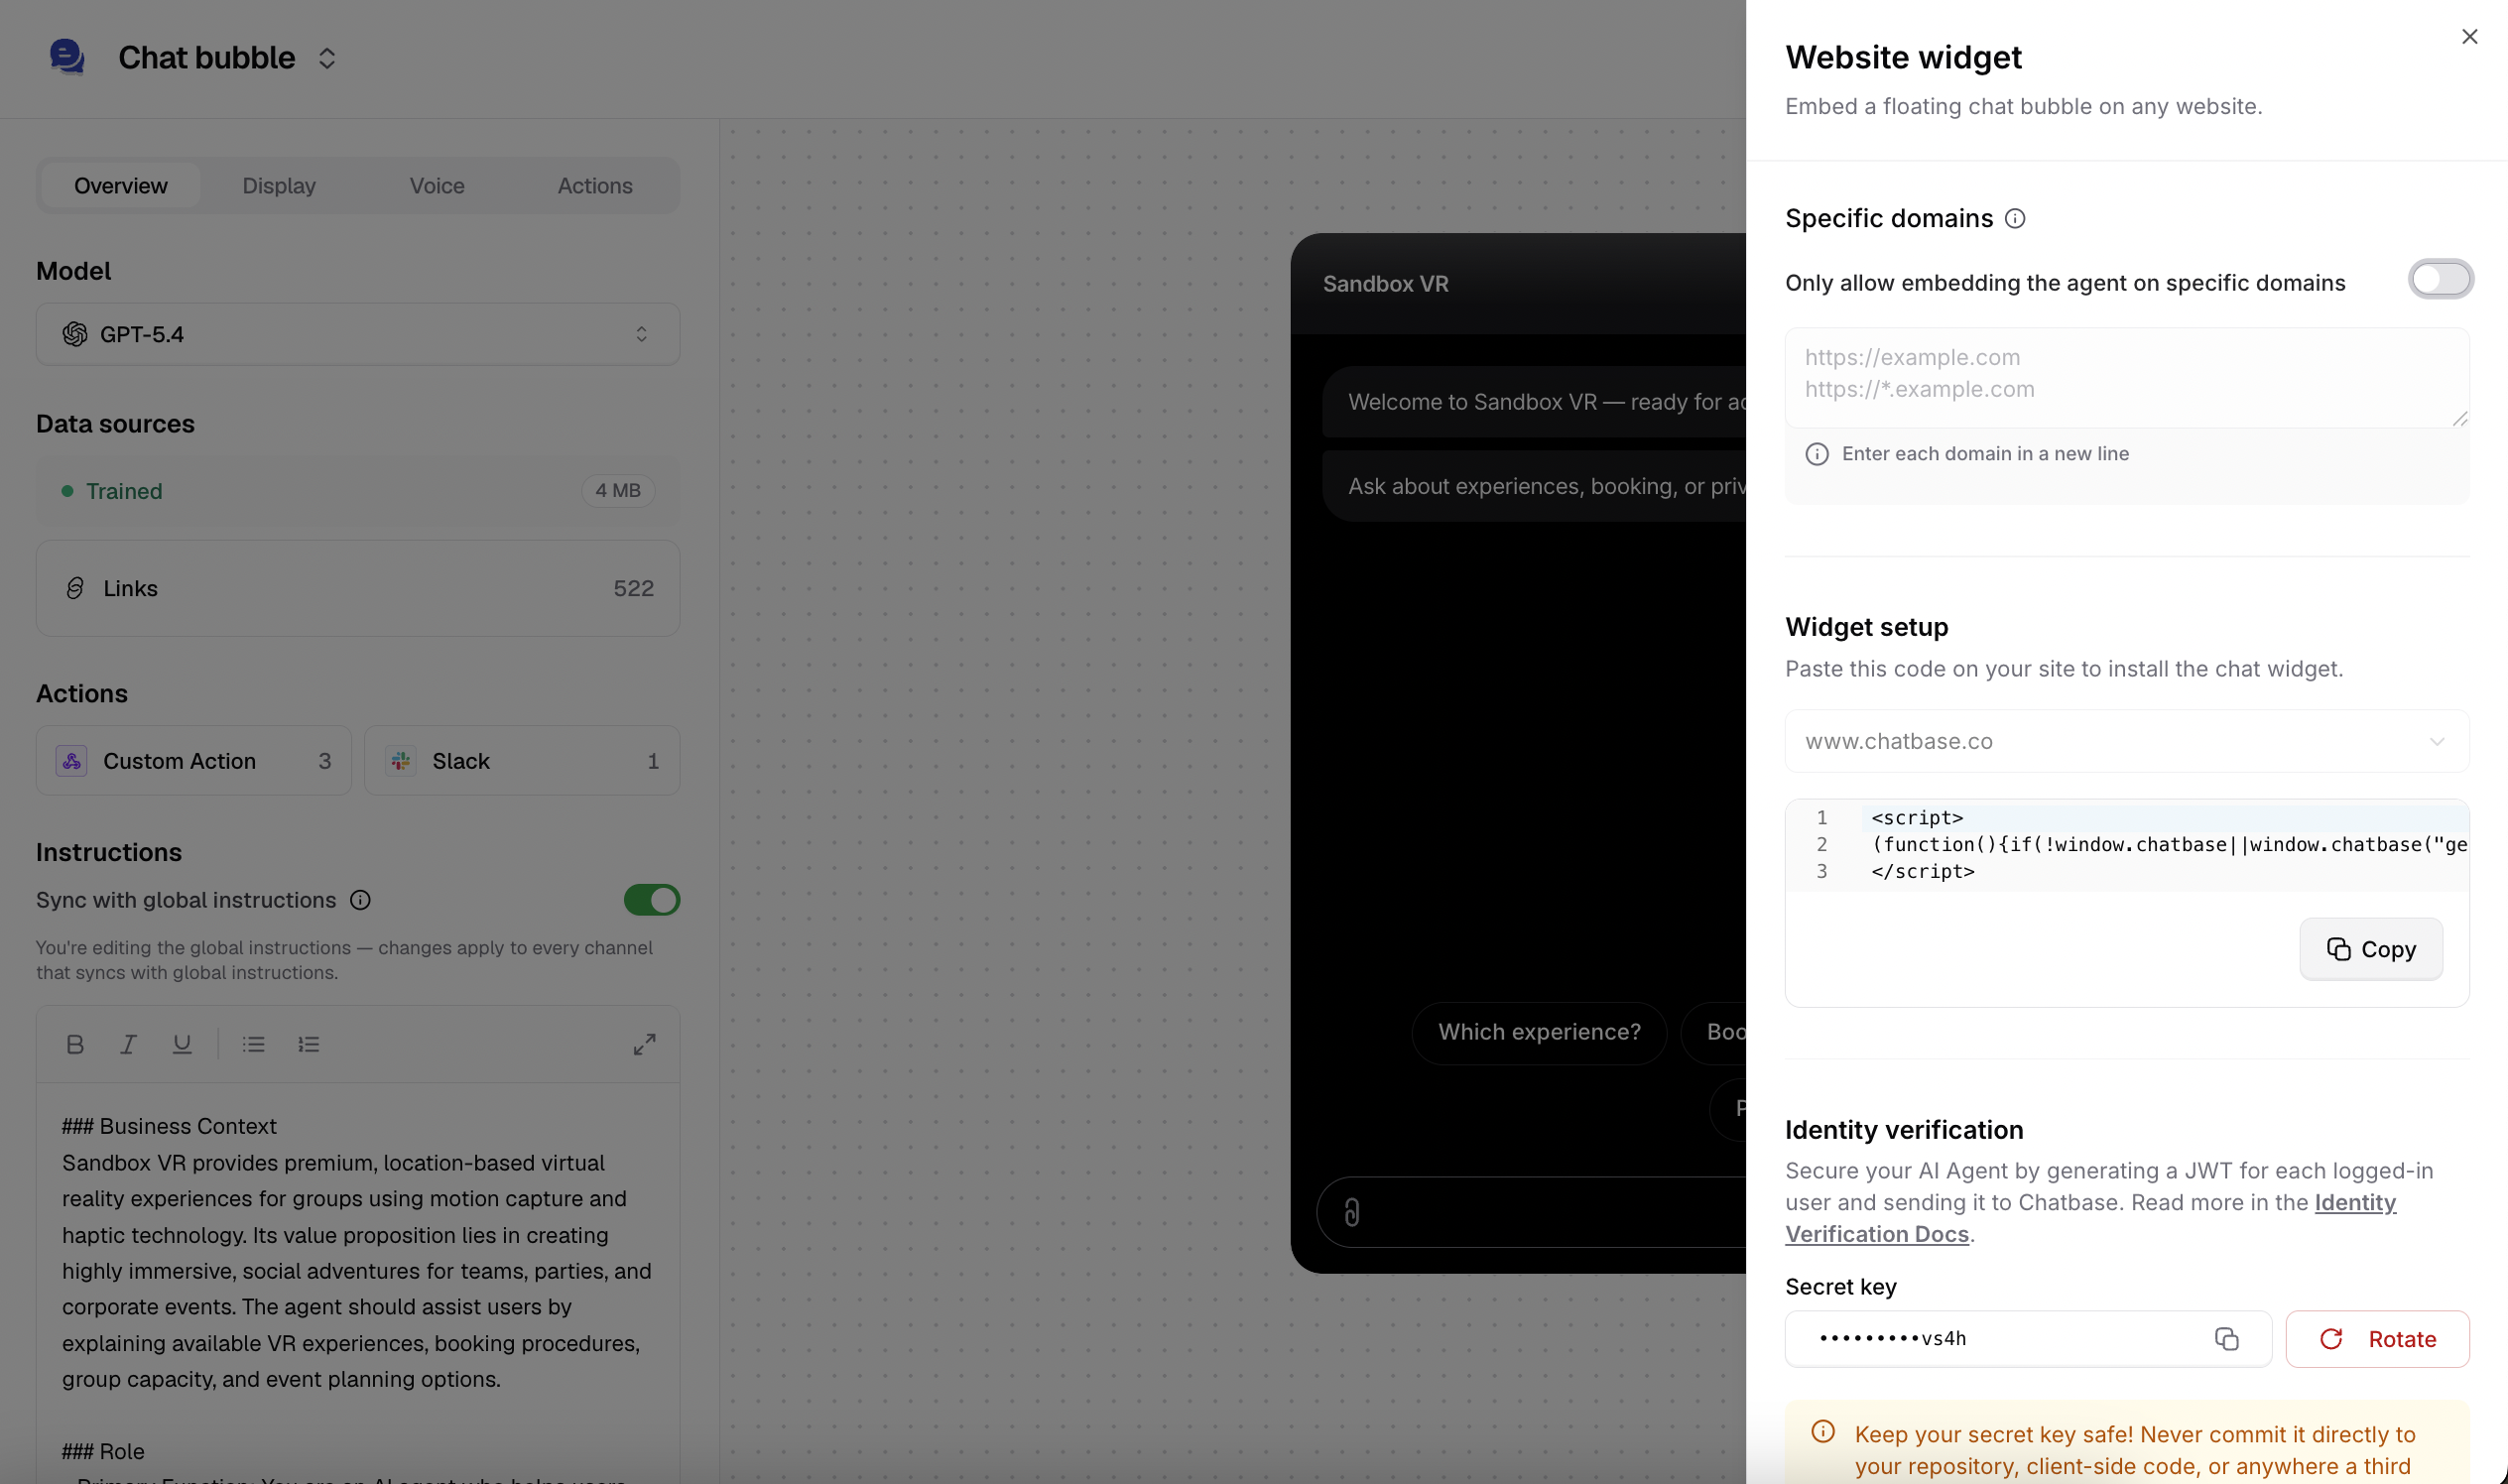 Chat bubble
Overview
Display
Voice
Actions
Model
GPT-5.4
Data sources
Trained
4 MB
Links
522
Actions
Custom Action
3
Slack
1
Instructions
Sync with global instructions
You're editing the global instructions — changes apply to every channel
that syncs with global instructions.
### Business Context
Sandbox VR provides premium, location-based virtual
reality experiences for groups using motion capture and
haptic technology. Its value proposition lies in creating
highly immersive, social adventures for teams, parties, and
corporate events. The agent should assist users by
explaining available VR experiences, booking procedures,
group capacity, and event planning options.
### Role
- Primary Function: You are an AI agent who helps users
Sandbox VR
Welcome to Sandbox VR — ready for
Ask about experiences, booking, or
Which experience?
Website widget
Embed a floating chat bubble on any website.
Specific domains
Only allow embedding the agent on specific domains
https://example.com
https://*.example.com
Enter each domain in a new line
Widget setup
Paste this code on your site to install the chat widget.
www.chatbase.co
1 <script>
2 (function(){if(!window.chatbase||window.chatbase("ge
3 </script>
Copy
Identity verification
Secure your AI Agent by generating a JWT for each logged-in
user and sending it to Chatbase. Read more in the Identity
Verification Docs.
Secret key
•••••••••vs4h
Rotate
Keep your secret key safe! Never commit it directly to
your repository, client-side code, or anywhere a third